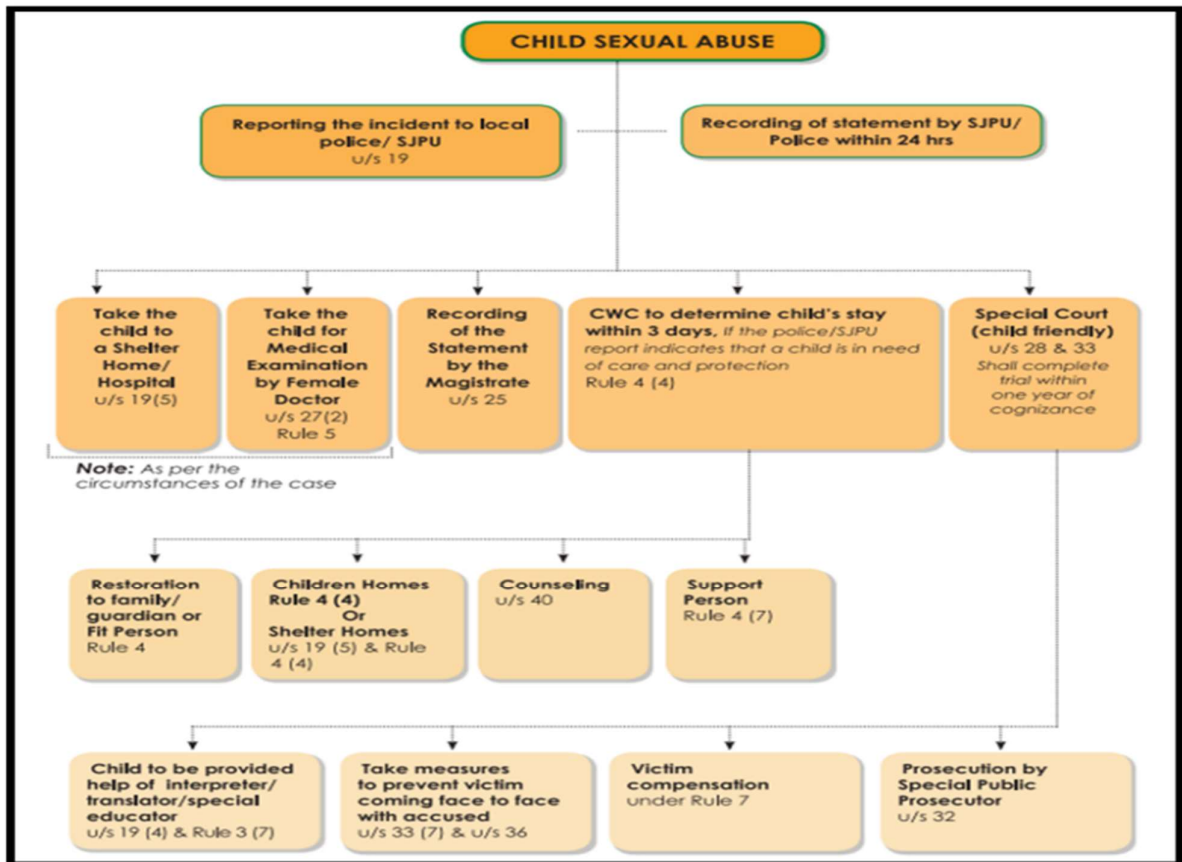 CHILD SEXUAL ABUSE
Reporting the incident to local
police/ SJPU
u/s 19
Recording of statement by SJPU/
Police within 24 hrs
Take the
child to
a Shelter
Home/
Hospital
u/s 19(5)
Take the
child for
Medical
Examination
by Female
Doctor
u/s 27(2)
Rule 5
Recording
of the
Statement
by the
Magistrate
u/s 25
CWC to determine child's stay
within 3 days, If the police/SJPU
report indicates that a child is in need
of care and protection
Rule 4 (4)
Special Court
(child friendly)
u/s 28 & 33
Shall complete
trial within
one year of
cognizance
Note: As per the
circumstances of the case
Restoration
to family/
guardian or
Fit Person
Rule 4
Children Homes
Rule 4 (4)
Or
Shelter Homes
u/s 19 (5) & Rule
4 (4)
Counseling
u/s 40
Support
Person
Rule 4 (7)
Child to be provided
help of interpreter/
translator/special
educator
u/s 19 (4) & Rule 3 (7)
Take measures
to prevent victim
coming face to face
with accused
u/s 33 (7) & u/s 36
Victim
compensation
under Rule 7
Prosecution by
Special Public
Prosecutor
u/s 32